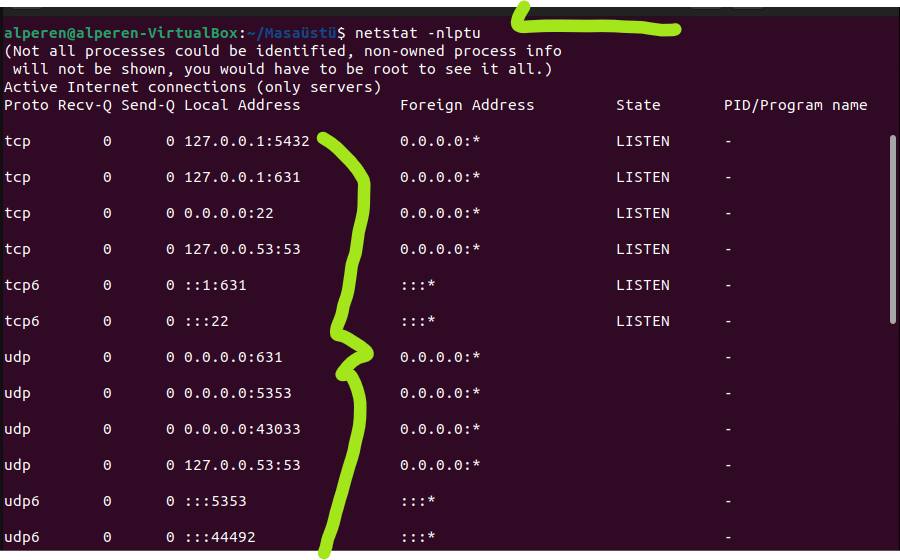 alperen@alperen-VirtualBox:~/Masaüstü$ netstat -nlptu
(Not all processes could be identified, non-owned process info
 will not be shown, you would have to be root to see it all.)
Active Internet connections (only servers)
Proto Recv-Q Send-Q Local Address           Foreign Address         State       PID/Program name
tcp        0      0 127.0.0.1:5432          0.0.0.0:*               LISTEN      -
tcp        0      0 127.0.0.1:631           0.0.0.0:*               LISTEN      -
tcp        0      0 0.0.0.0:22              0.0.0.0:*               LISTEN      -
tcp        0      0 127.0.0.53:53           0.0.0.0:*               LISTEN      -
tcp6       0      0 ::1:631                 :::*                    LISTEN      -
tcp6       0      0 :::22                   :::*                    LISTEN      -
udp        0      0 0.0.0.0:631             0.0.0.0:*                           -
udp        0      0 0.0.0.0:5353            0.0.0.0:*                           -
udp        0      0 0.0.0.0:43033           0.0.0.0:*                           -
udp        0      0 127.0.0.53:53           0.0.0.0:*                           -
udp6       0      0 :::5353                 :::*                                -
udp6       0      0 :::44492                :::*                                -